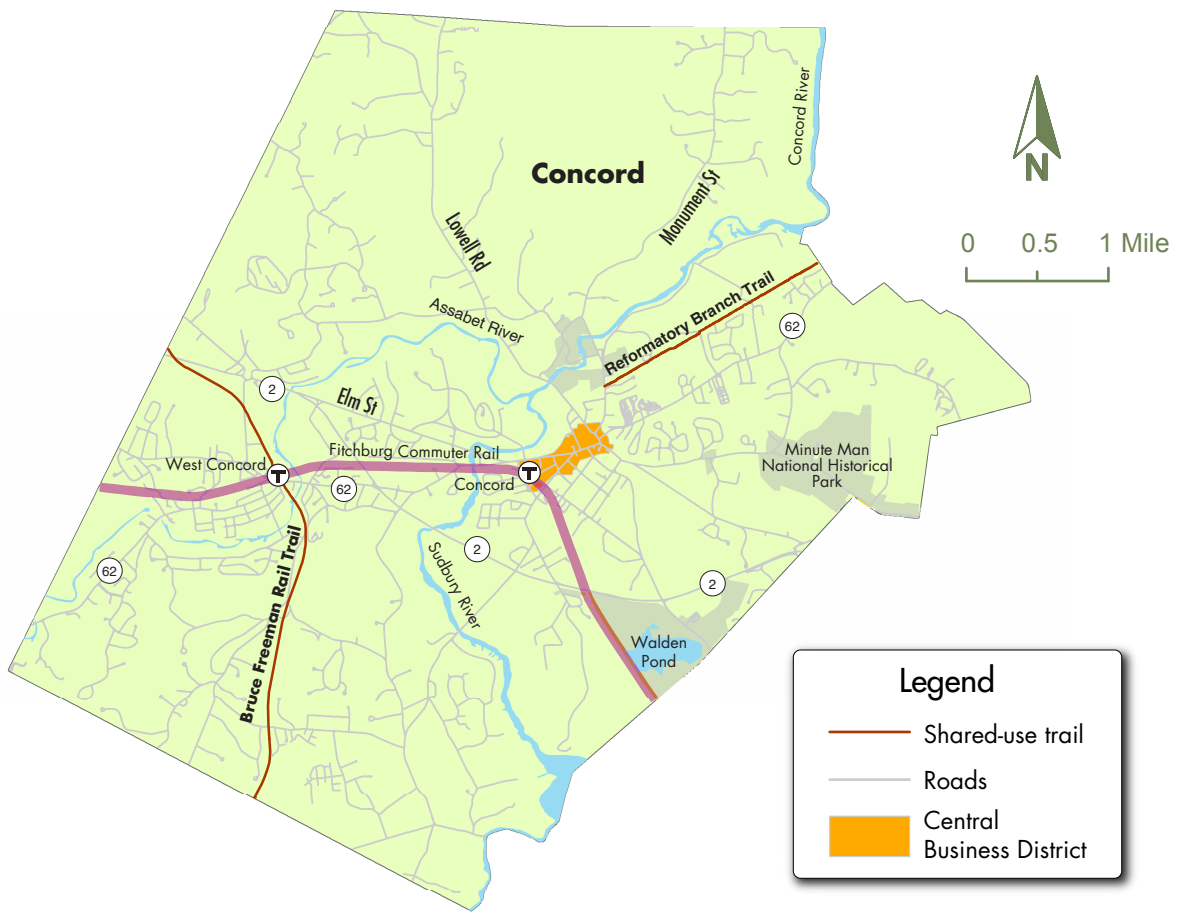 Concord River
Concord
Monument St
N
Lowell Rd
0 0.5 1 Mile
Assabet River
Reformatory Branch Trail
62
2
Elm St
Fitchburg Commuter Rail
West Concord
T
T
Concord
62
Minute Man
National Historical
Park
2
62
Sudbury River
2
Bruce Freeman Rail Trail
Walden
Pond
Legend
Shared-use trail
Roads
Central
Business District